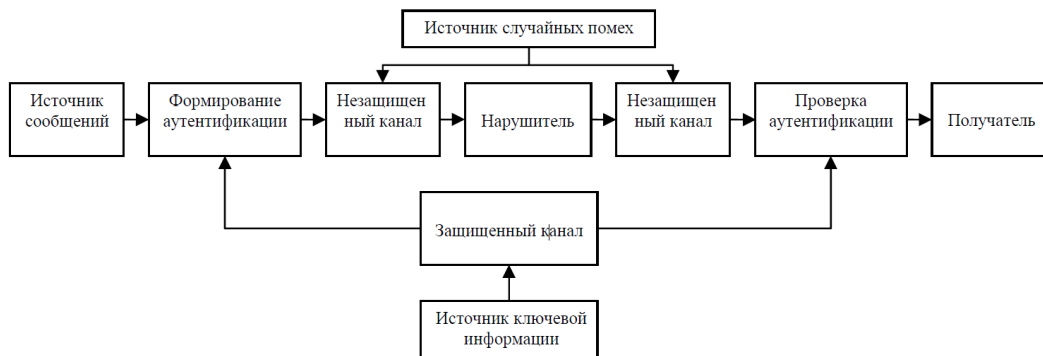 Источник случайных помех
Источник
сообщений
Формирование
аутентификации
Незащищен
ный канал
Нарушитель
Незащищен
ный канал
Проверка
аутентификации
Получатель
Защищенный канал
Источник ключевой
информации